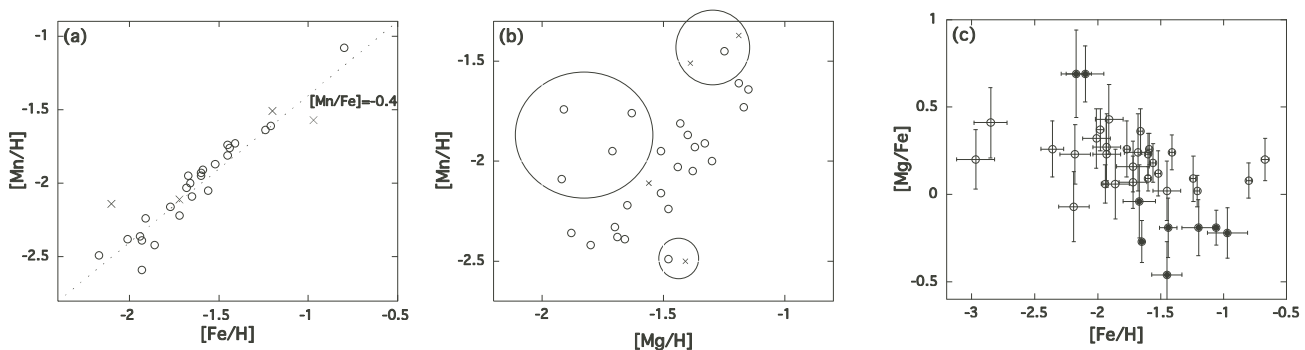 (a)
[Mn/Fe]=-0.4
-1
-1.5
-2
-2.5
[Mn/H]
-2 -1.5 -1 -0.5
[Fe/H]
(b)
-1.5
-2
-2.5
[Mn/H]
-2 -1.5 -1
[Mg/H]
(c)
1
0.5
0
-0.5
[Mg/Fe]
-3 -2.5 -2 -1.5 -1 -0.5
[Fe/H]